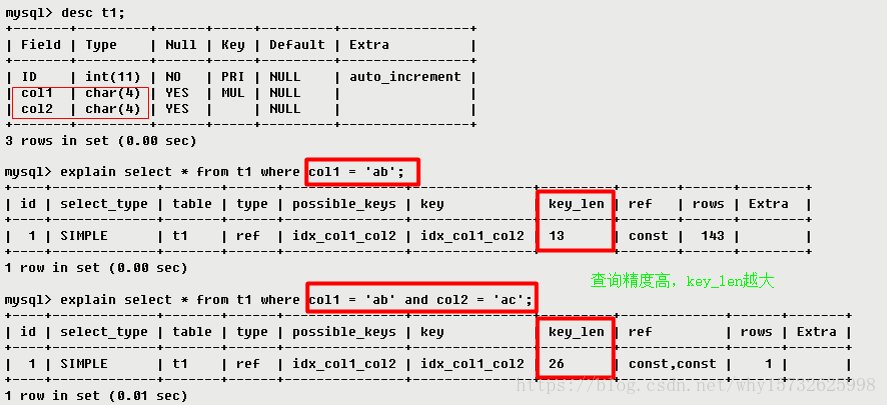 mysql> desc t1;
+-------+---------+------+-----+---------+----------------+
| Field | Type | Null | Key | Default | Extra |
+-------+---------+------+-----+---------+----------------+
| ID | int(11) | NO | PRI | NULL | auto_increment |
| col1 | char(4) | YES | MUL | NULL | |
| col2 | char(4) | YES | | NULL | |
+-------+---------+------+-----+---------+----------------+
3 rows in set (0.00 sec)
mysql> explain select * from t1 where col1 = 'ab';
+----+-------------+-------+------+---------------+---------------+---------+-------+------+-------+
| id | select_type | table | type | possible_keys | key | key_len | ref | rows | Extra |
+----+-------------+-------+------+---------------+---------------+---------+-------+------+-------+
| 1 | SIMPLE | t1 | ref | idx_col1_col2 | idx_col1_col2 | 13 | const | 143 | |
+----+-------------+-------+------+---------------+---------------+---------+-------+------+-------+
1 row in set (0.00 sec)
查询精度高，key_len越大
mysql> explain select * from t1 where col1 = 'ab' and col2 = 'ac';
+----+-------------+-------+------+---------------+---------------+---------+-------------+------+-------+
| id | select_type | table | type | possible_keys | key | key_len | ref | rows | Extra |
+----+-------------+-------+------+---------------+---------------+---------+-------------+------+-------+
| 1 | SIMPLE | t1 | ref | idx_col1_col2 | idx_col1_col2 | 26 | const,const | 1 | |
+----+-------------+-------+------+---------------+---------------+---------+-------------+------+-------+
https://blog.csdn.net/why15732625998
1 row in set (0.01 sec)